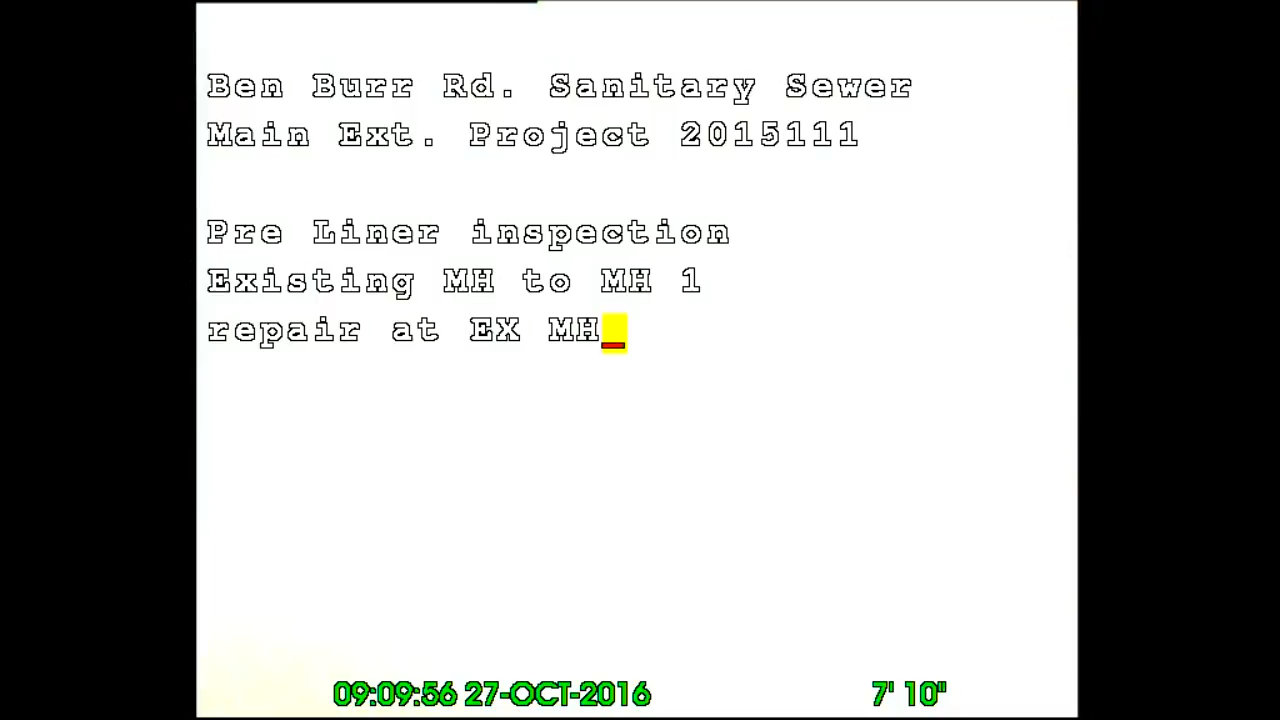 Ben Burr Rd. Sanitary Sewer
Main Ext. Project 2015111
Pre Liner inspection
Existing MH to MH 1
repair at EX MH_
09:09:56 27-OCT-2016 7' 10"